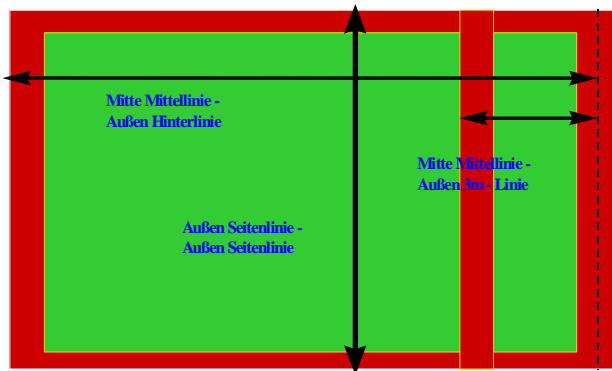 Mitte Mittellinie -
Außen Hinterlinie
Mitte Mittellinie -
Außen 3m - Linie
Außen Seitenlinie -
Außen Seitenlinie